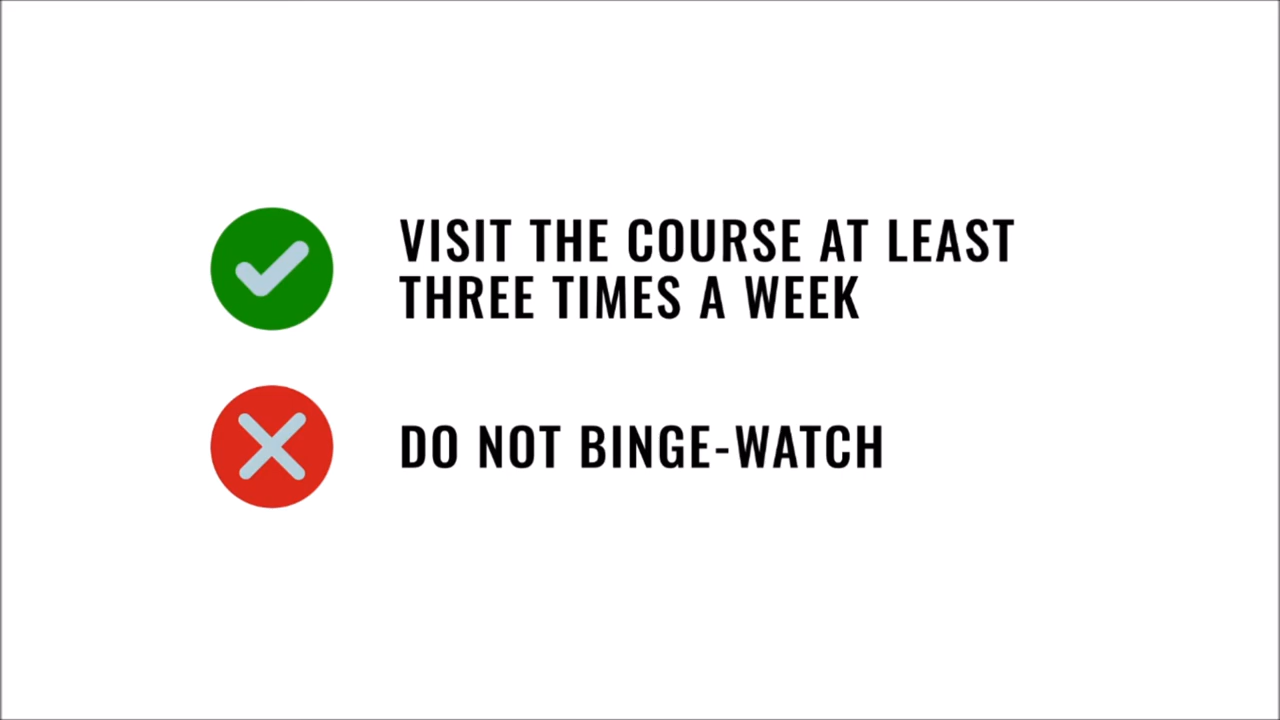 VISIT THE COURSE AT LEAST
THREE TIMES A WEEK
DO NOT BINGE-WATCH